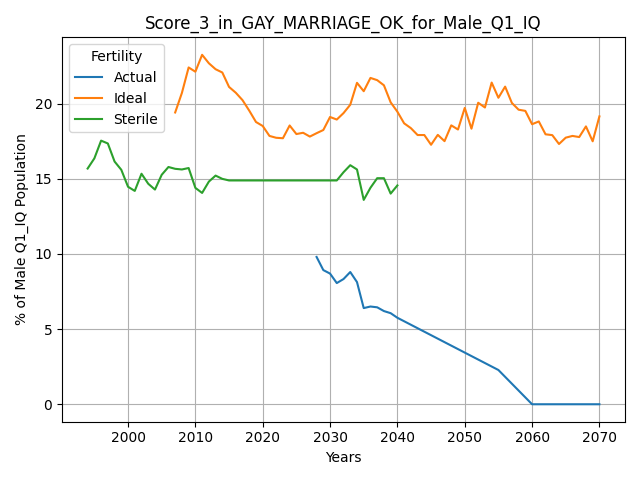 Score_3_in_GAY_MARRIAGE_OK_for_Male_Q1_IQ
Fertility
Actual
Ideal
Sterile
% of Male Q1_IQ Population
20
15
10
5
0
2000 2010 2020 2030 2040 2050 2060 2070
Years